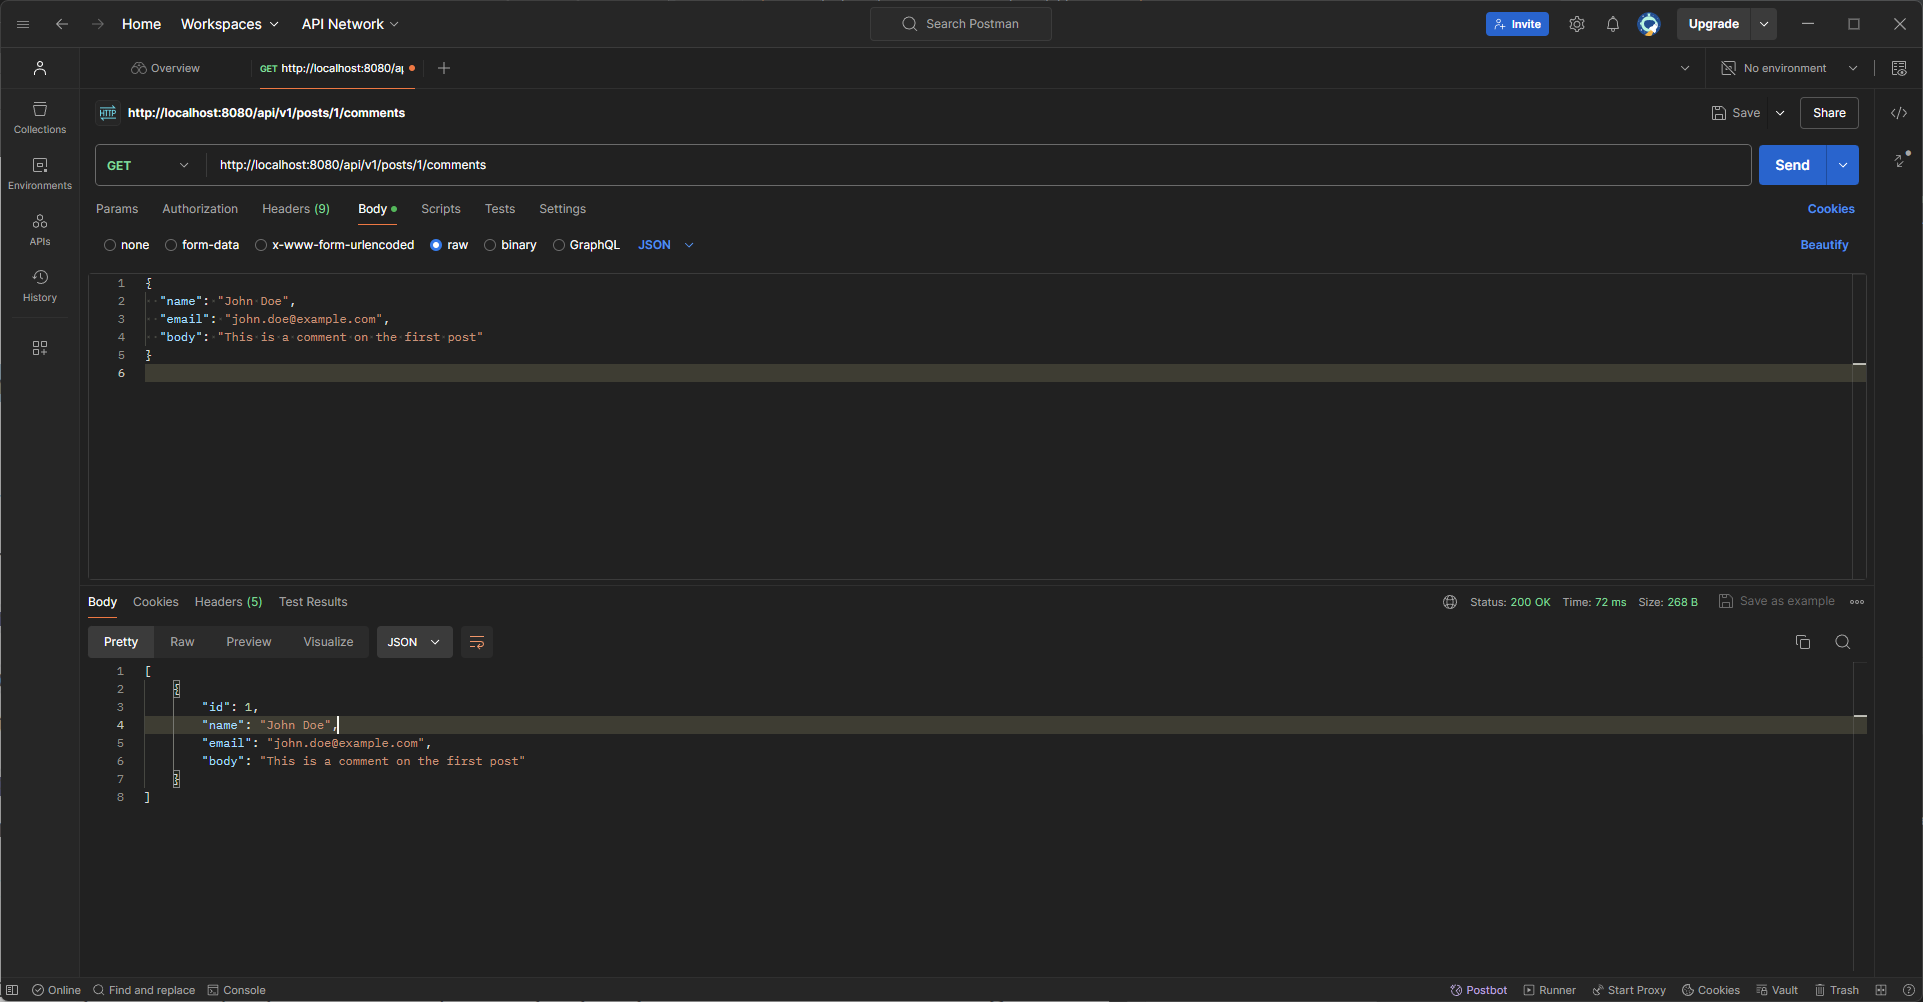 Home Workspaces API Network Search Postman Invite Upgrade
Overview GET http://localhost:8080/a No environment
HTTP http://localhost:8080/api/v1/posts/1/comments Save Share
Collections
Environments
APIs
History
GET http://localhost:8080/api/v1/posts/1/comments Send
Params Authorization Headers (9) Body Scripts Tests Settings Cookies
none form-data x-www-form-urlencoded raw binary GraphQL JSON Beautify
1 {
2 "name": "John Doe",
3 "email": "john.doe@example.com",
4 "body": "This is a comment on the first post"
5 }
6
Body Cookies Headers (5) Test Results Status: 200 OK Time: 72 ms Size: 268 B Save as example
Pretty Raw Preview Visualize JSON
1 [
2 {
3 "id": 1,
4 "name": "John Doe",
5 "email": "john.doe@example.com",
6 "body": "This is a comment on the first post"
7 }
8 ]
Online Find and replace Console Postbot Runner Start Proxy Cookies Vault Trash